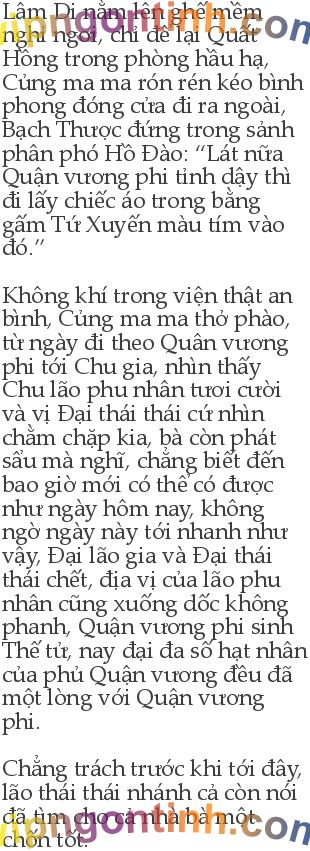 Lâm Di nằm lên ghế mềm
nghỉ ngơi, chỉ để lại Quất
Hồng trong phòng hầu hạ,
Củng ma ma rón rén kéo bình
phong đóng cửa đi ra ngoài,
Bạch Thược đứng trong sảnh
phân phó Hồ Đào: “Lát nữa
Quận vương phi tỉnh dậy thì
đi lấy chiếc áo trong bằng
gấm Tứ Xuyến màu tím vào
đó.”
Không khí trong viện thật an
bình, Củng ma ma thở phào,
từ ngày đi theo Quân vương
phi tới Chu gia, nhìn thấy
Chu lão phu nhân tươi cười
và vị Đại thái thái cứ nhìn
chằm chặp kia, bà còn phát
sầu mà nghĩ, chẳng biết đến
bao giờ mới có thể có được
như ngày hôm nay, không
ngờ ngày này tới nhanh như
vậy, Đại lão gia và Đại thái
thái chết, địa vị của lão phu
nhân cũng xuống dốc không
phanh, Quận vương phi sinh
Thế tử, nay đại đa số hạt nhân
của phủ Quận vương đều đã
một lòng với Quận vương
phi.
Chẳng trách trước khi tới đây,
lão thái thái nhánh cả còn nói
đã tìm cho cả nhà bà một
chốn tốt.
vipngontinh.com